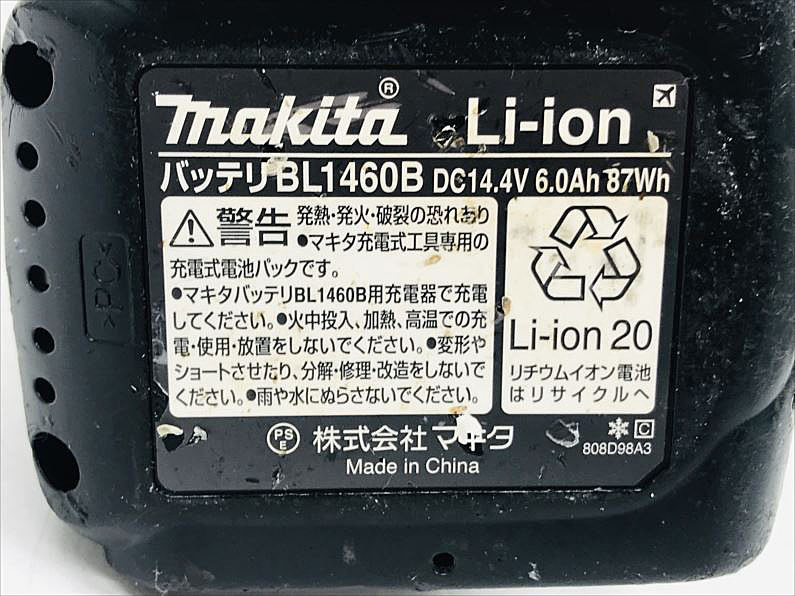 makita® Li-ion
バッテリ BL1460B DC14.4V 6.0Ah 87Wh
警告 発熱・発火・破裂の恐れあり
●マキタ充電式工具専用の
充電式電池パックです。
●マキタバッテリBL1460B用充電器で充電
してください。●火中投入、加熱、高温での充
電・使用・放置をしないでください。●変形や
ショートさせたり、分解・修理・改造をしないで
ください。●雨や水にぬらさないでください。
Li-ion 20
リチウムイオン電池
はリサイクルへ
PS
E
株式会社 マキタ
Made in China
C
808D98A3
>PC<